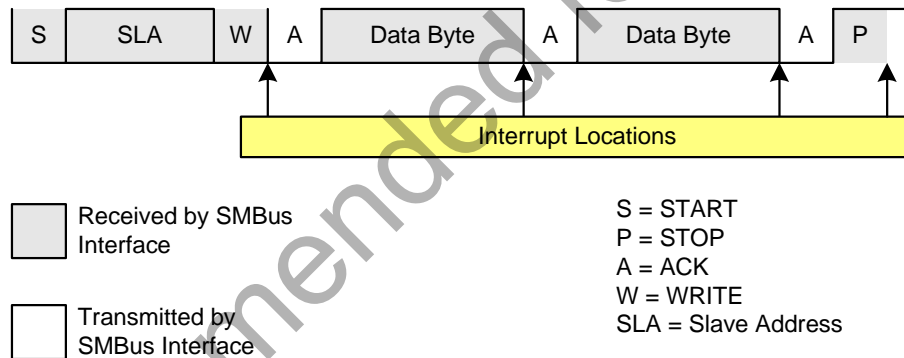 S SLA W A Data Byte A Data Byte A P
Interrupt Locations
Received by SMBus
Interface
Transmitted by
SMBus Interface
S = START
P = STOP
A = ACK
W = WRITE
SLA = Slave Address